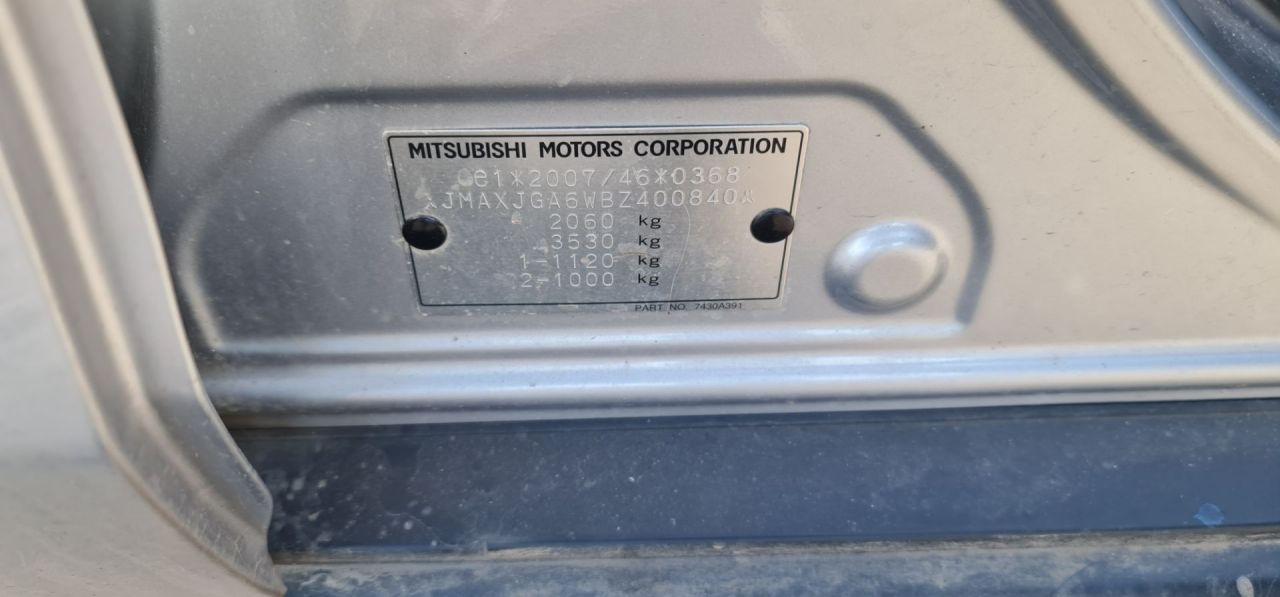 MITSUBISHI MOTORS CORPORATION
e1*2007/46*0368
*JMAXJGA6WBZ400840*
2060 kg
3530 kg
1-1120 kg
2-1000 kg
PART NO. 7430A391